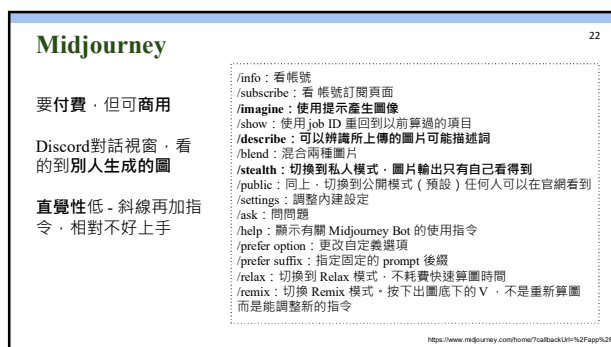 Midjourney
22
要付費，但可商用
Discord對話視窗，看
的到別人生成的圖
直覺性低 - 斜線再加指
令，相對不好上手
/info：看帳號
/subscribe：看 帳號訂閱頁面
/imagine：使用提示產生圖像
/show：使用 job ID 重回到以前算過的項目
/describe：可以辨識所上傳的圖片可能描述詞
/blend：混合兩種圖片
/stealth：切換到私人模式，圖片輸出只有自己看得到
/public：同上，切換到公開模式（預設）任何人可以在官網看到
/settings：調整內建設定
/ask：問問題
/help：顯示有關 Midjourney Bot 的使用指令
/prefer option：更改自定義選項
/prefer suffix：指定固定的 prompt 後綴
/relax：切換到 Relax 模式，不耗費快速算圖時間
/remix：切換 Remix 模式。按下出圖底下的 V ，不是重新算圖
而是能調整新的指令
https://www.midjourney.com/home/?callbackUrl=%2Fapp%2F